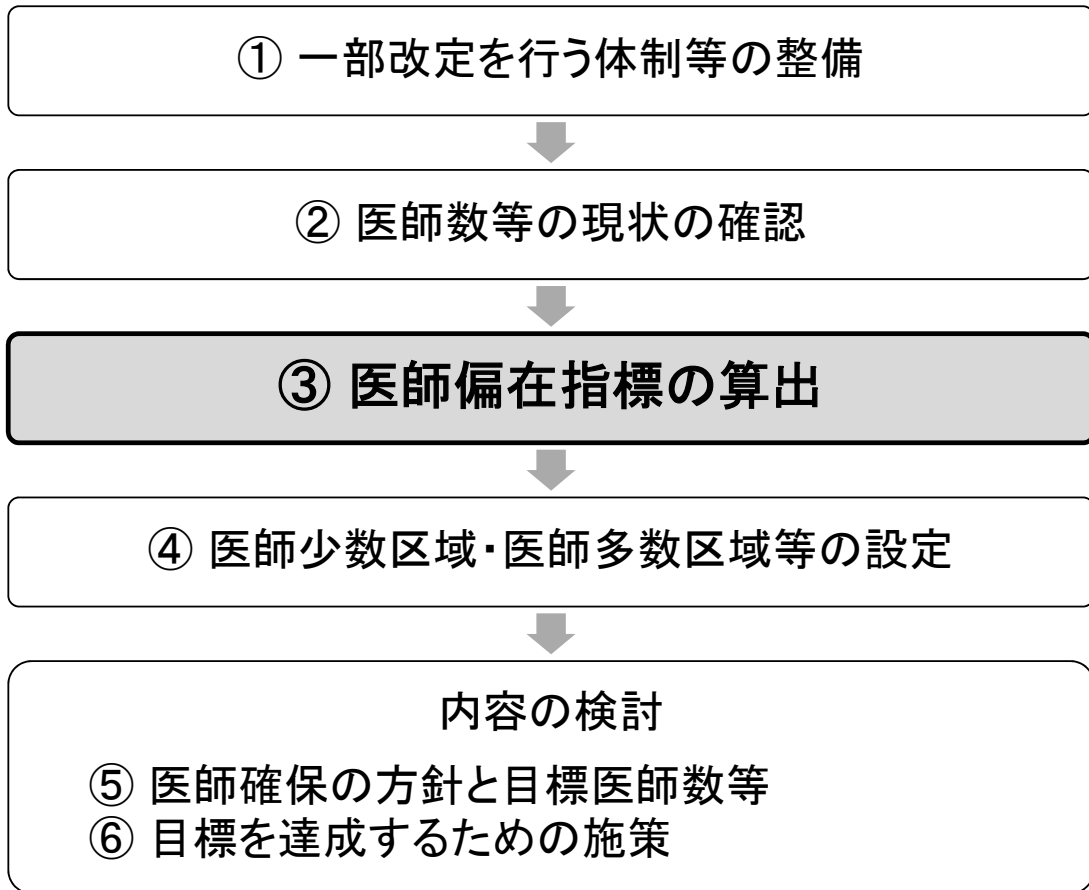 ① 一部改定を行う体制等の整備
② 医師数等の現状の確認
③ 医師偏在指標の算出
④ 医師少数区域・医師多数区域等の設定
内容の検討
⑤ 医師確保の方針と目標医師数等
⑥ 目標を達成するための施策